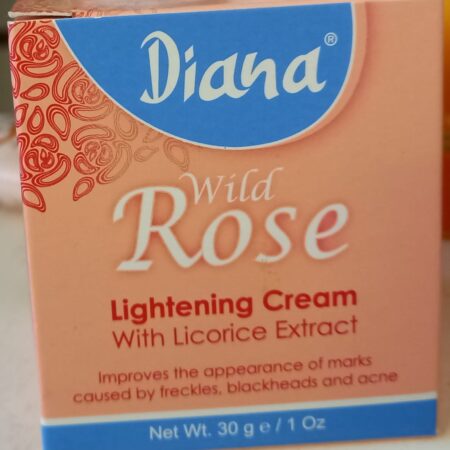 Diana®
Wild
Rose
Lightening Cream
With Licorice Extract
Improves the appearance of marks
caused by freckles, blackheads and acne
Net Wt. 30 g ℮ / 1 Oz